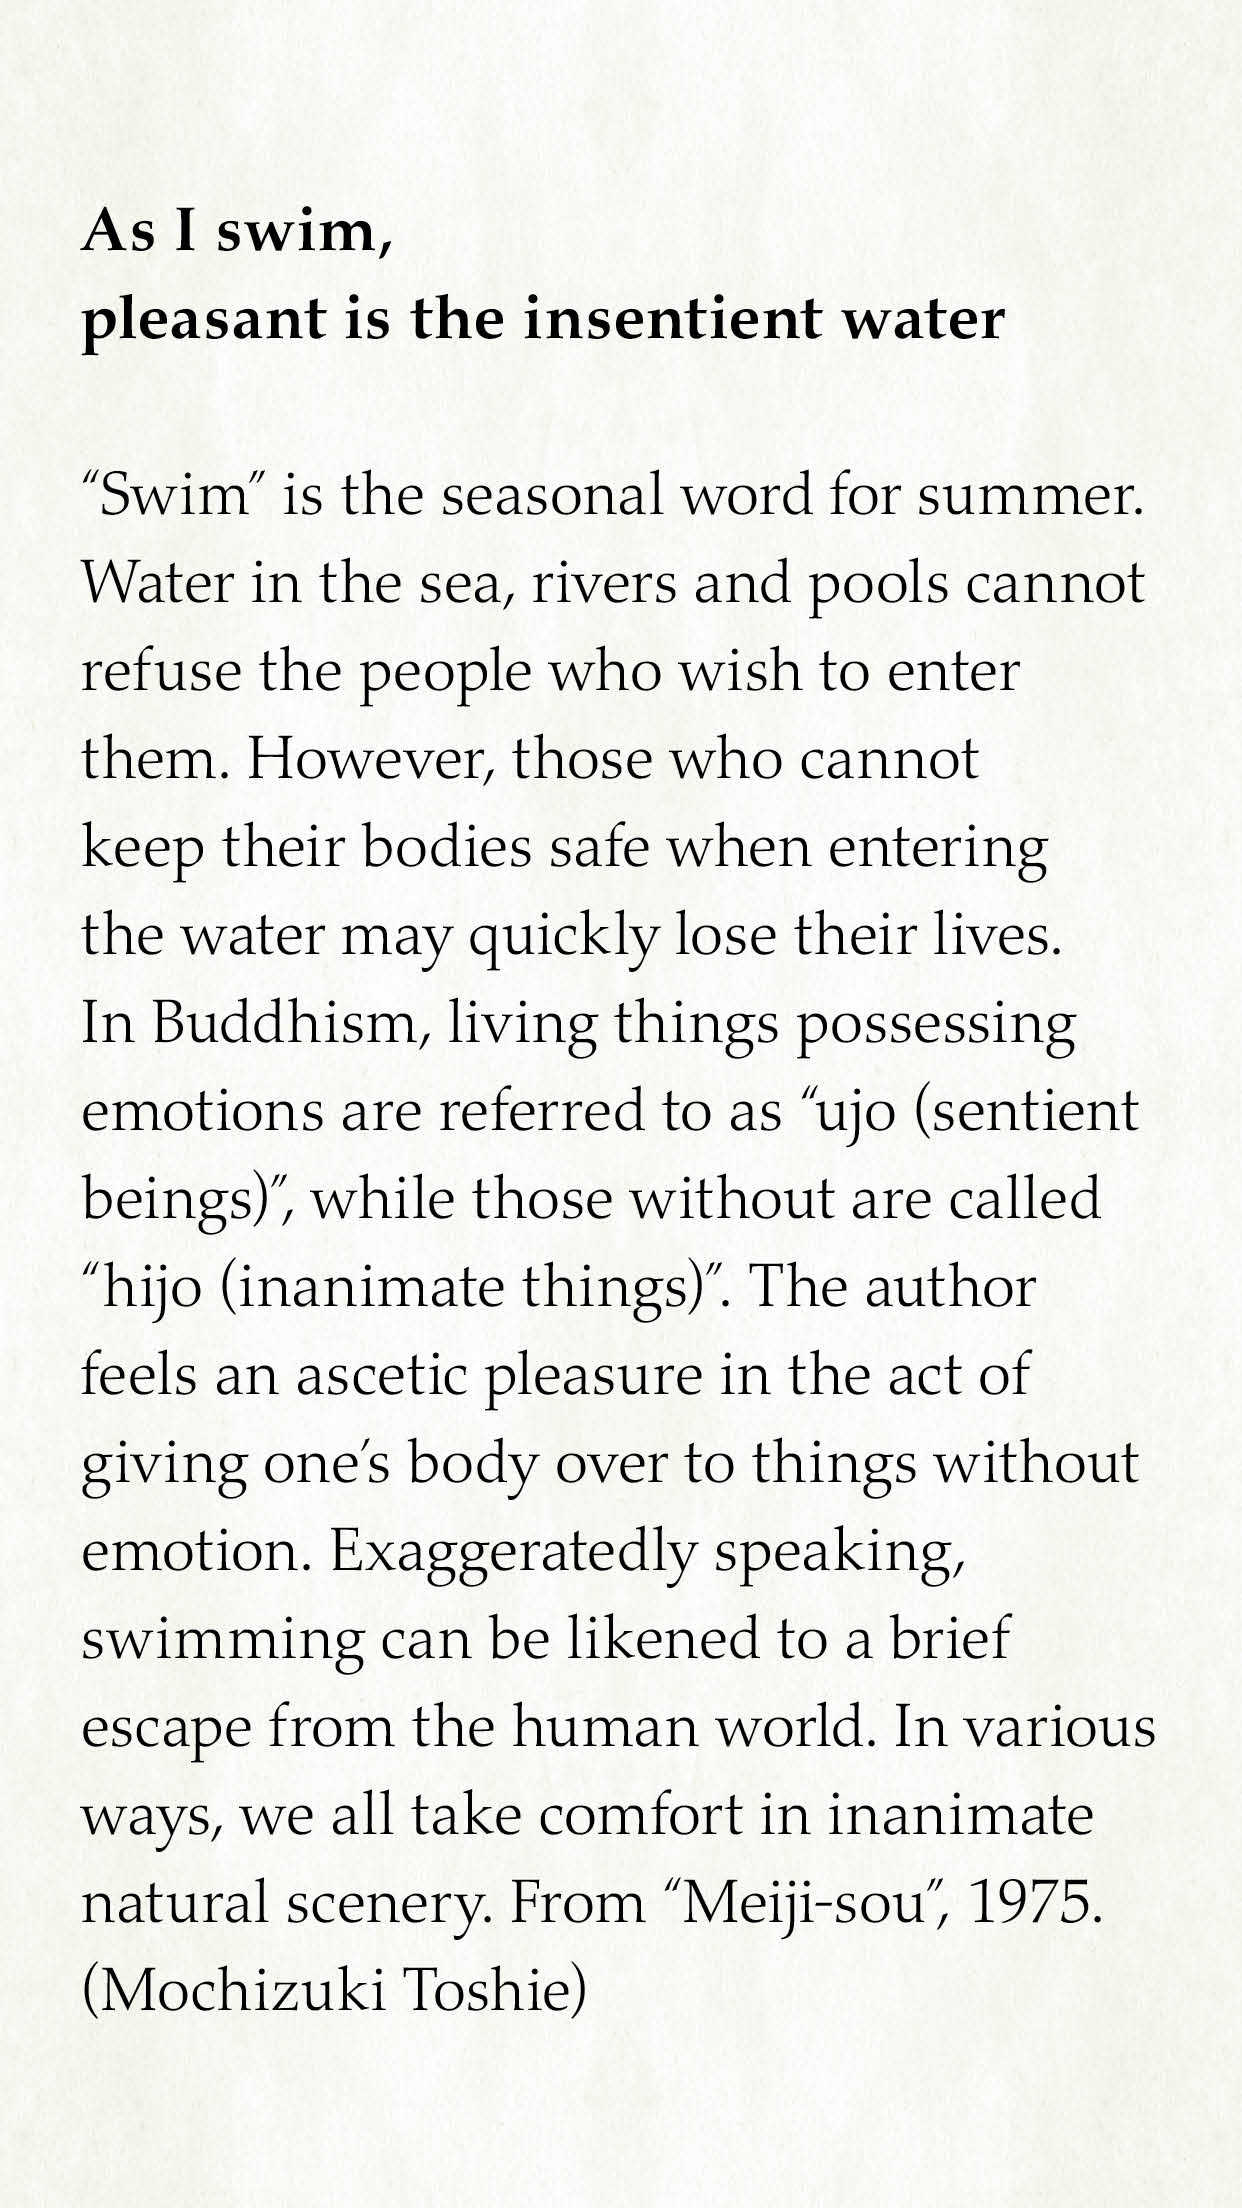 As I swim,
pleasant is the insentient water
“Swim” is the seasonal word for summer.
Water in the sea, rivers and pools cannot
refuse the people who wish to enter
them. However, those who cannot
keep their bodies safe when entering
the water may quickly lose their lives.
In Buddhism, living things possessing
emotions are referred to as “ujo (sentient
beings)”, while those without are called
“hijo (inanimate things)”. The author
feels an ascetic pleasure in the act of
giving one’s body over to things without
emotion. Exaggeratedly speaking,
swimming can be likened to a brief
escape from the human world. In various
ways, we all take comfort in inanimate
natural scenery. From “Meiji-sou”, 1975.
(Mochizuki Toshie)